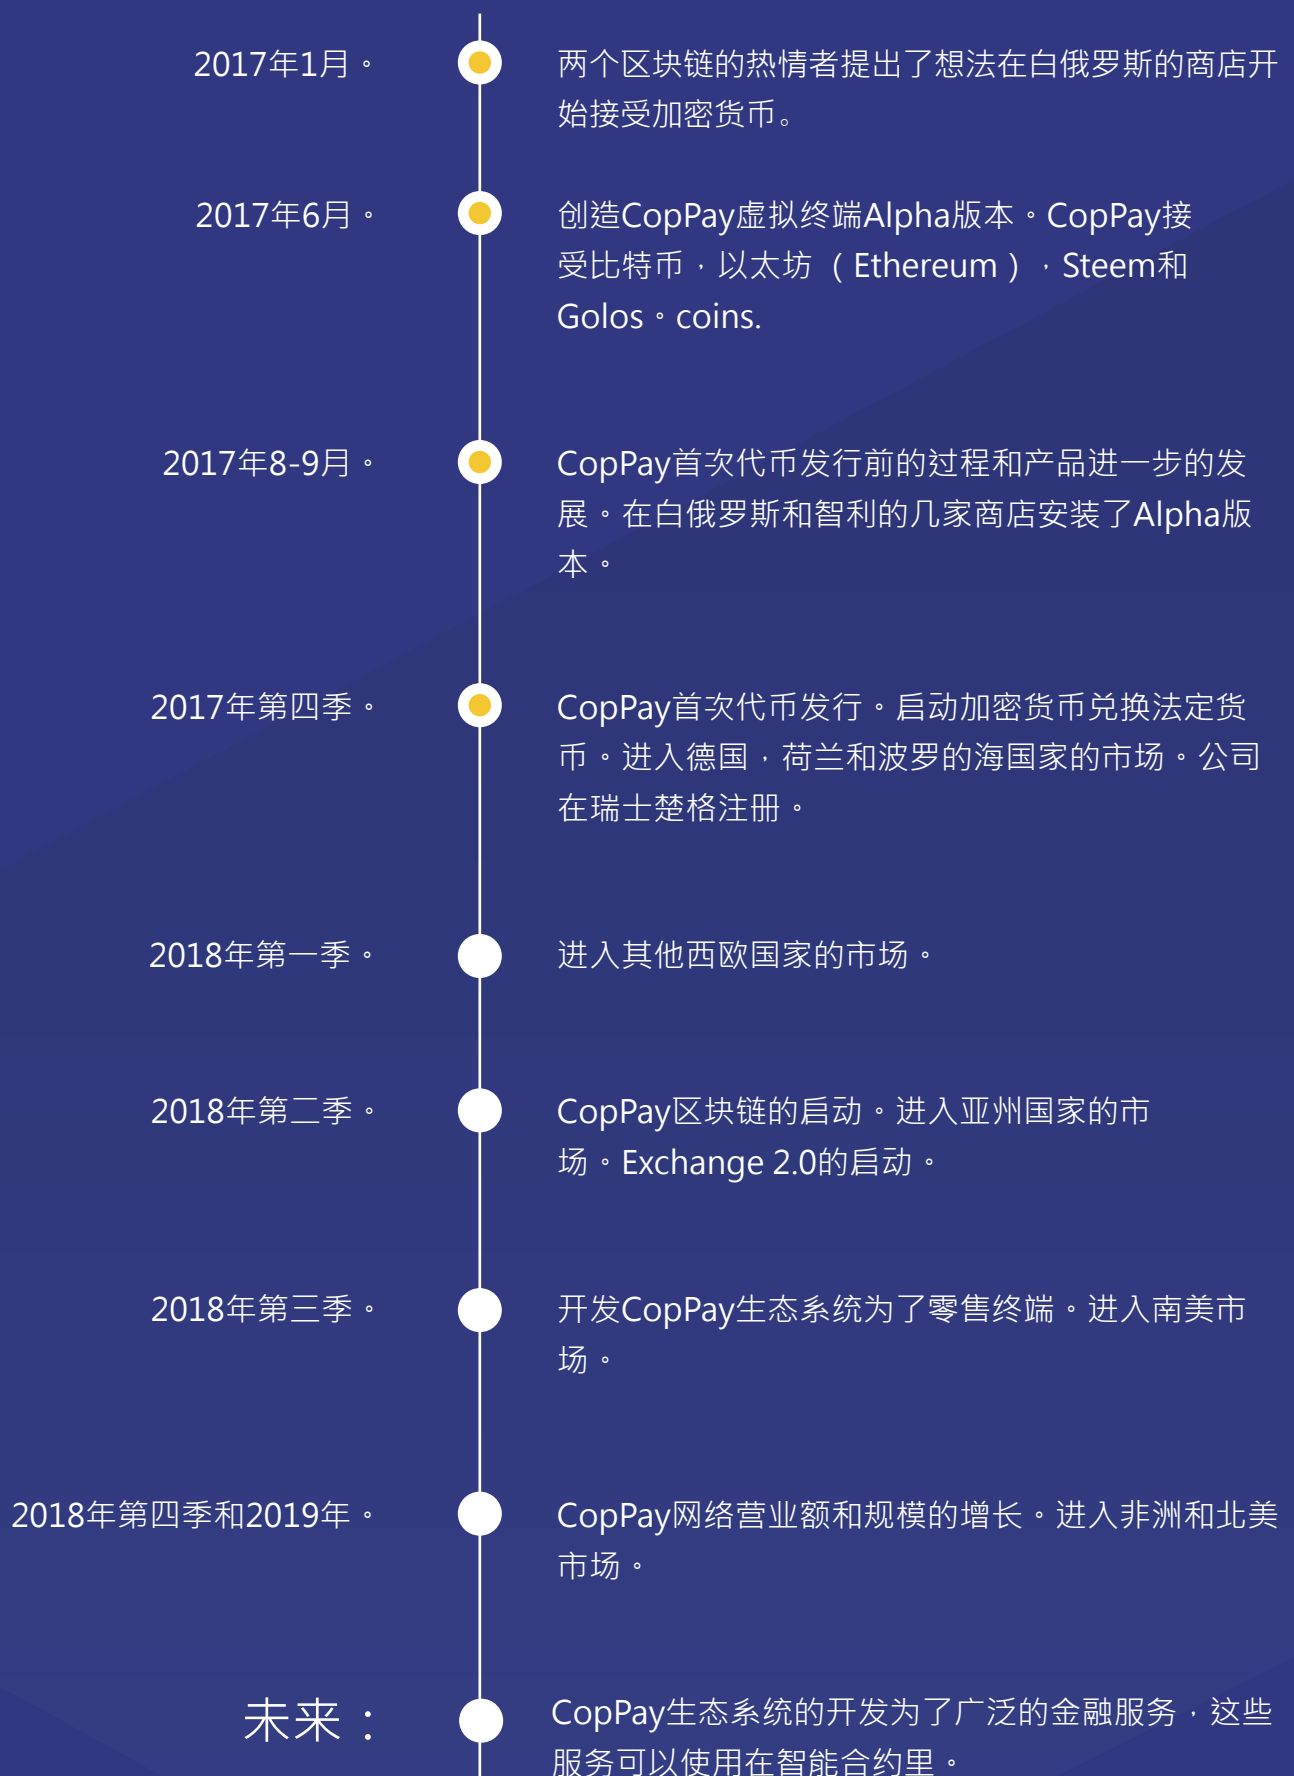 2017年1月。
两个区块链的热情者提出了想法在白俄罗斯的商店开
始接受加密货币。
2017年6月。
创造CopPay虚拟终端Alpha版本。CopPay接
受比特币，以太坊（Ethereum），Steem和
Golos。coins.
2017年8-9月。
CopPay首次代币发行前的过程和产品进一步的发
展。在白俄罗斯和智利的几家商店安装了Alpha版
本。
2017年第四季。
CopPay首次代币发行。启动加密货币兑换法定货
币。进入德国，荷兰和波罗的海国家的市场。公司
在瑞士楚格注册。
2018年第一季。
进入其他西欧国家的市场。
2018年第二季。
CopPay区块链的启动。进入亚州国家的市
场。Exchange 2.0的启动。
2018年第三季。
开发CopPay生态系统为了零售终端。进入南美市
场。
2018年第四季和2019年。
CopPay网络营业额和规模的增长。进入非洲和北美
市场。
未来：
CopPay生态系统的开发为了广泛的金融服务，这些
服务可以使用在智能合约里。